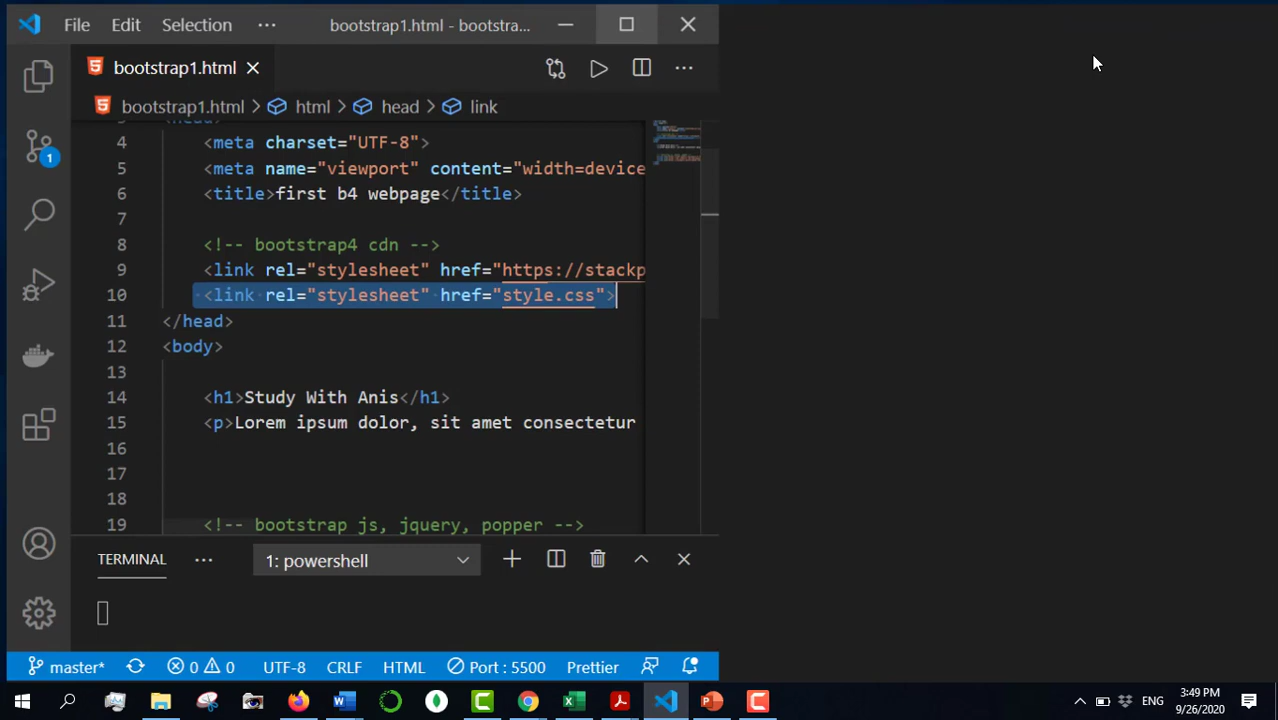 File Edit Selection ··· bootstrap1.html - bootstra...
bootstrap1.html
bootstrap1.html > html > head > link
3 <head>
4 <meta charset="UTF-8">
5 <meta name="viewport" content="width=device
6 <title>first b4 webpage</title>
7
8 <!-- bootstrap4 cdn -->
9 <link rel="stylesheet" href="https://stackp
10 <link rel="stylesheet" href="style.css">
11 </head>
12 <body>
13
14 <h1>Study With Anis</h1>
15 <p>Lorem ipsum dolor, sit amet consectetur
16
17
18
19 <!-- bootstrap js, jquery, popper -->
1
TERMINAL ··· 1: powershell
master* 0 0 UTF-8 CRLF HTML Port : 5500 Prettier
ENG
3:49 PM
9/26/2020